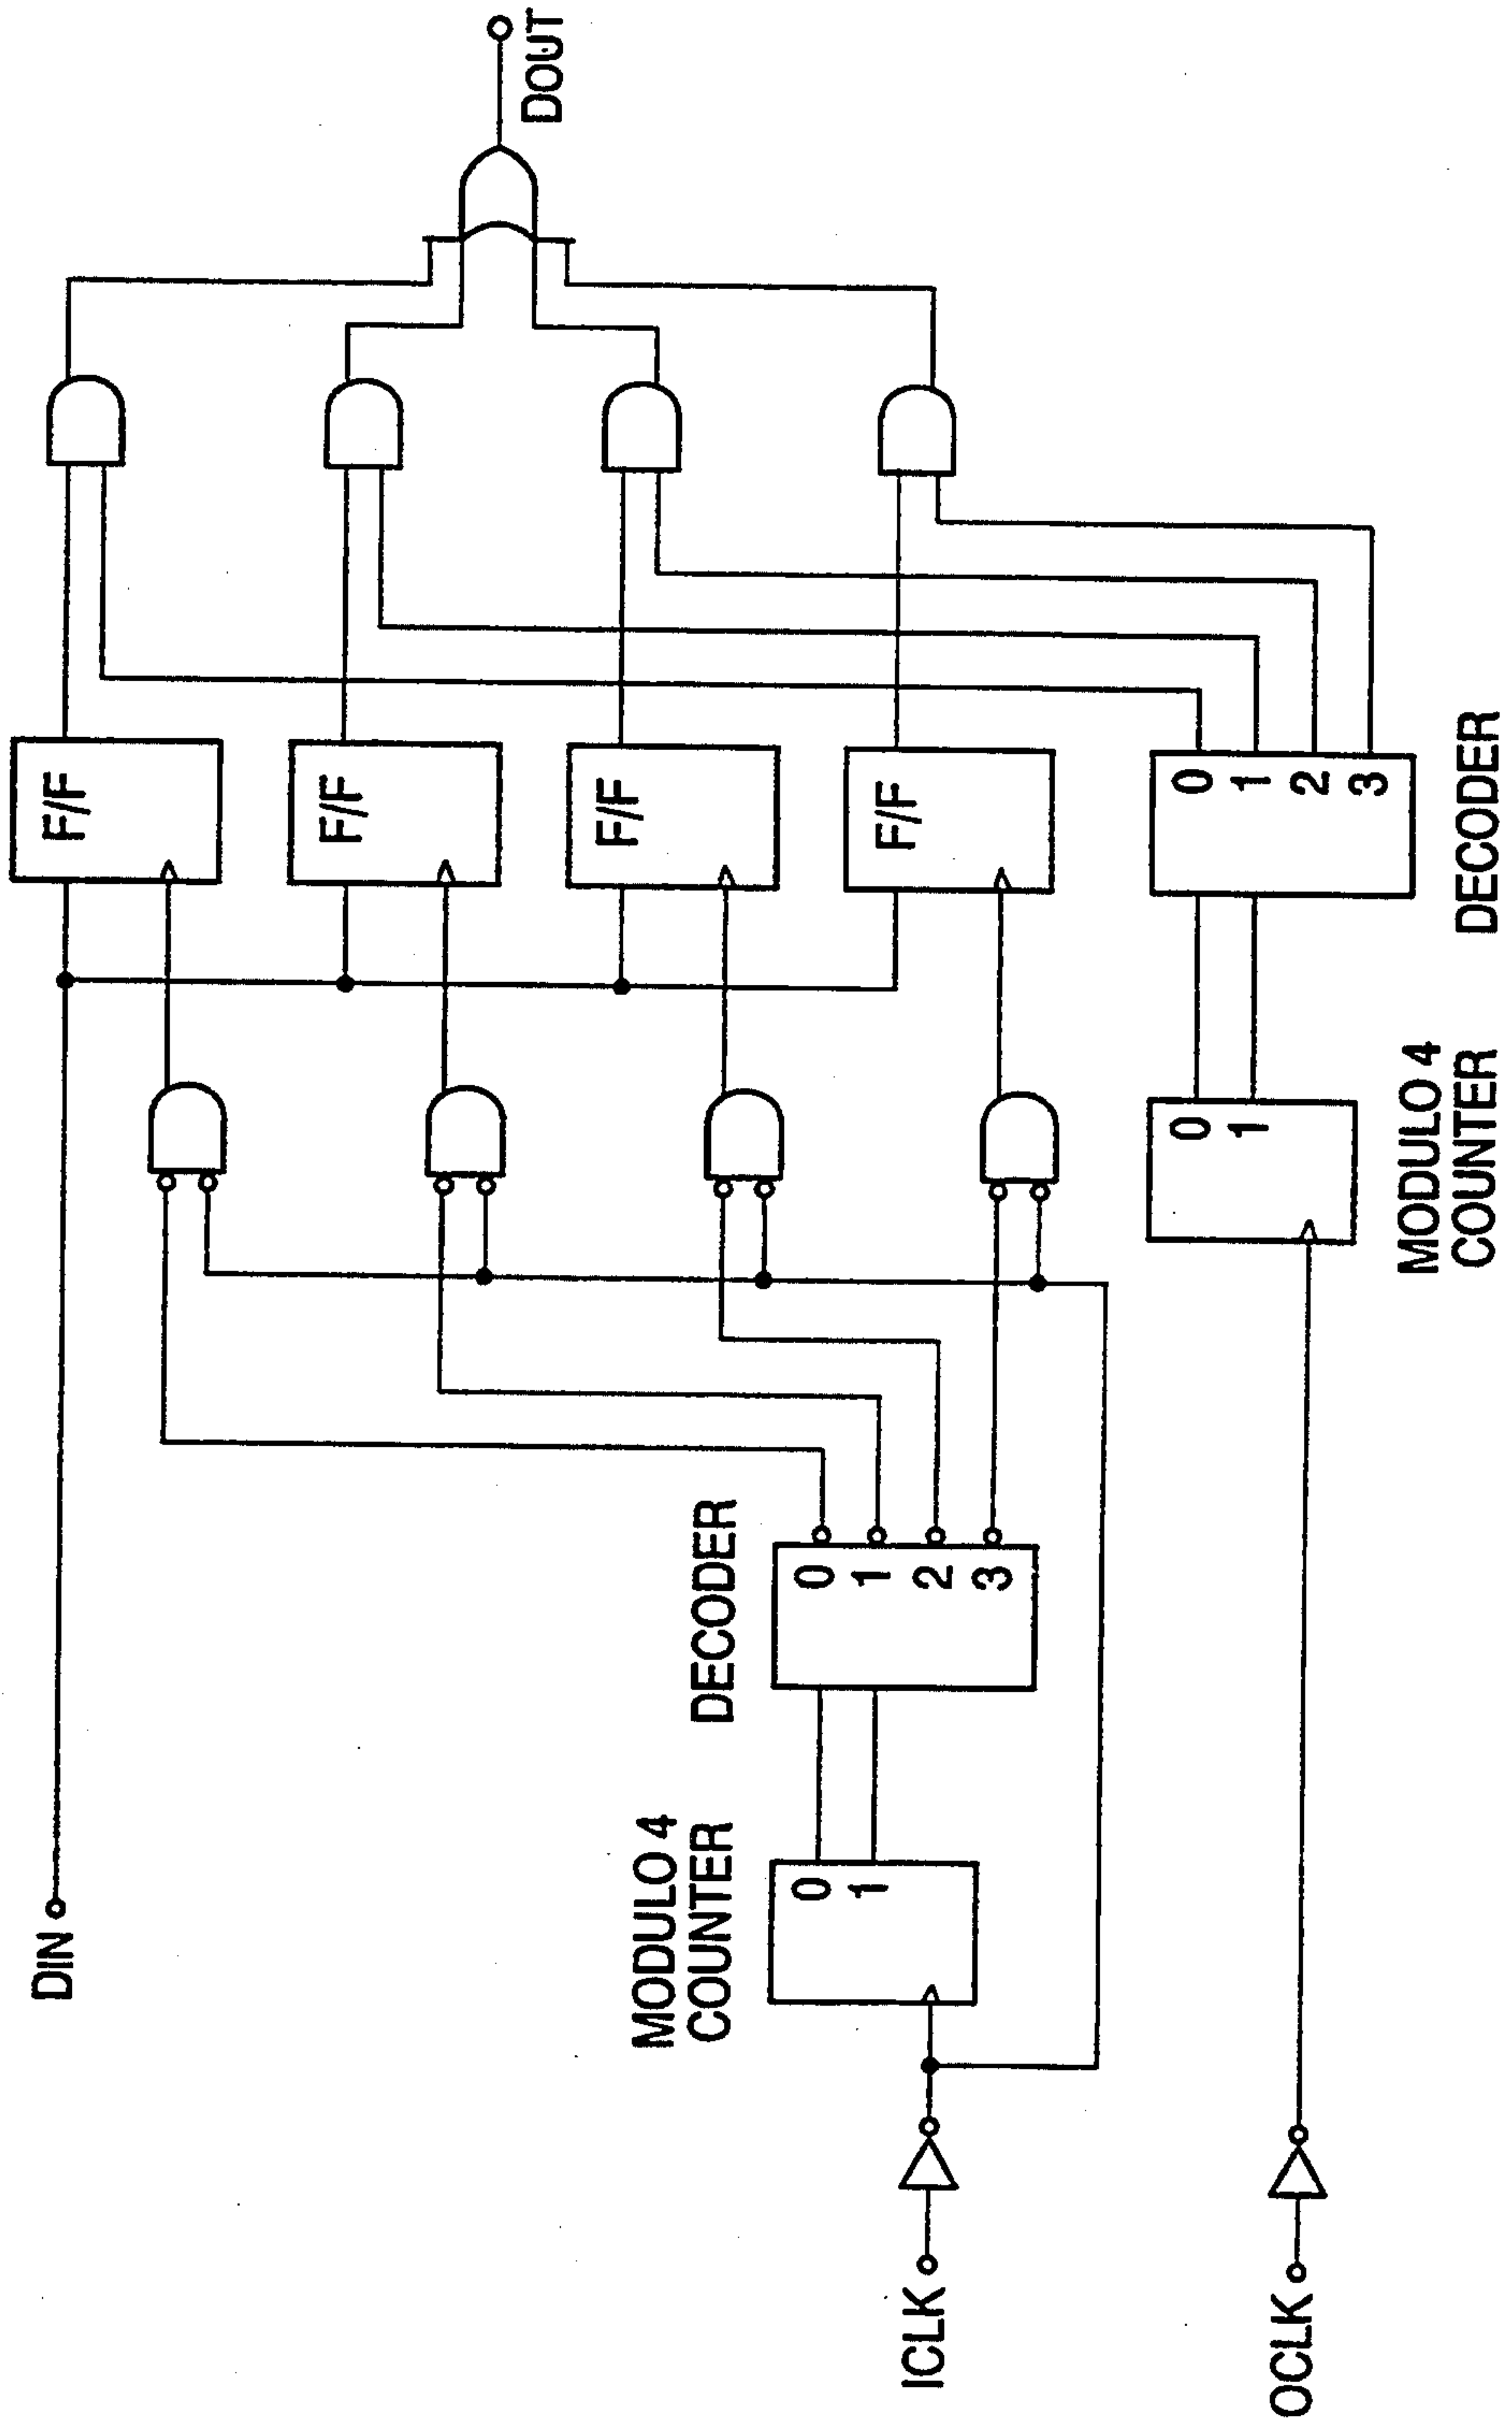 DIN
F/F
F/F
DOUT
F/F
MODULO 4
COUNTER
DECODER
0
1
0
1
2
3
F/F
ICLK
0
1
0
1
2
3
OCLK
MODULO 4
COUNTER
DECODER